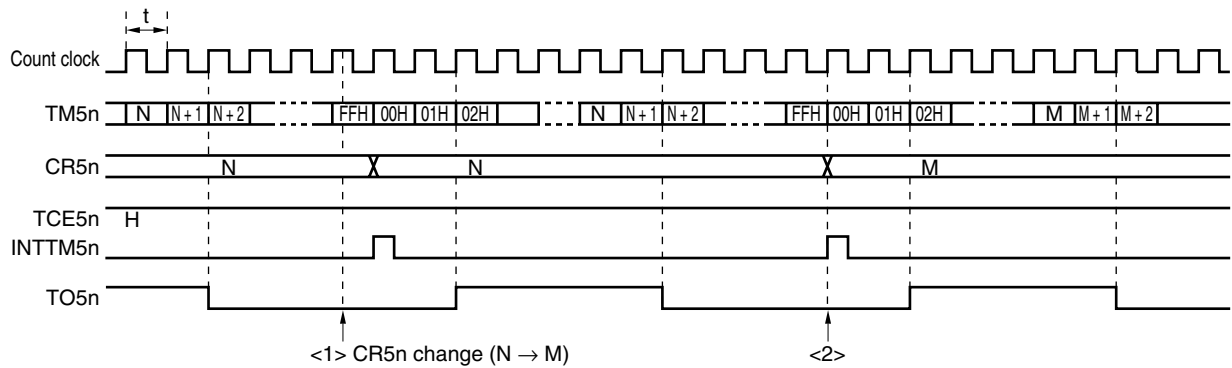 t
Count clock
TM5n N N + 1 N + 2 FFH 00H 01H 02H N N + 1 N + 2 FFH 00H 01H 02H M M + 1 M + 2
CR5n N N M
TCE5n H
INTTM5n
TO5n
<1> CR5n change (N → M) <2>